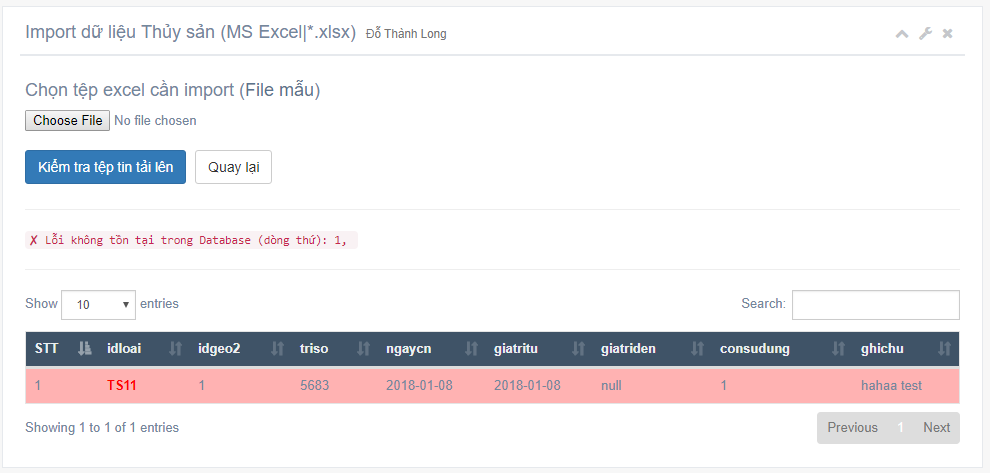 Import dữ liệu Thủy sản (MS Excel|*.xlsx) Đỗ Thành Long
Chọn tệp excel cần import (File mẫu)
Choose File No file chosen
Kiểm tra tệp tin tải lên Quay lại
✗ Lỗi không tồn tại trong Database (dòng thứ): 1,
Show 10 entries Search:
STT idloai idgeo2 triso ngaycn giatritu giatriden consudung ghichu
1 TS11 1 5683 2018-01-08 2018-01-08 null 1 hahaa test
Showing 1 to 1 of 1 entries Previous 1 Next